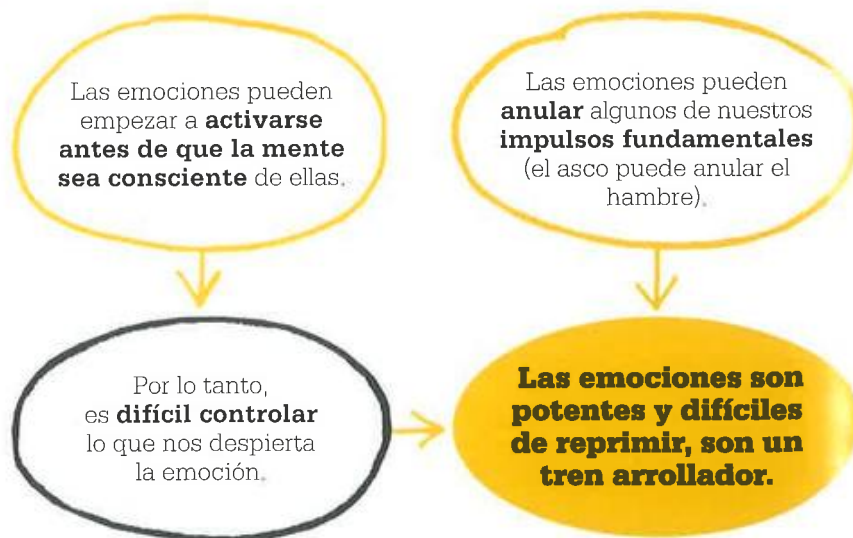 Las emociones pueden
empezar a activarse
antes de que la mente
sea consciente de ellas.
Las emociones pueden
anular algunos de nuestros
impulsos fundamentales
(el asco puede anular el
hambre).
Por lo tanto,
es difícil controlar
lo que nos despierta
la emoción.
Las emociones son
potentes y difíciles
de reprimir, son un
tren arrollador.